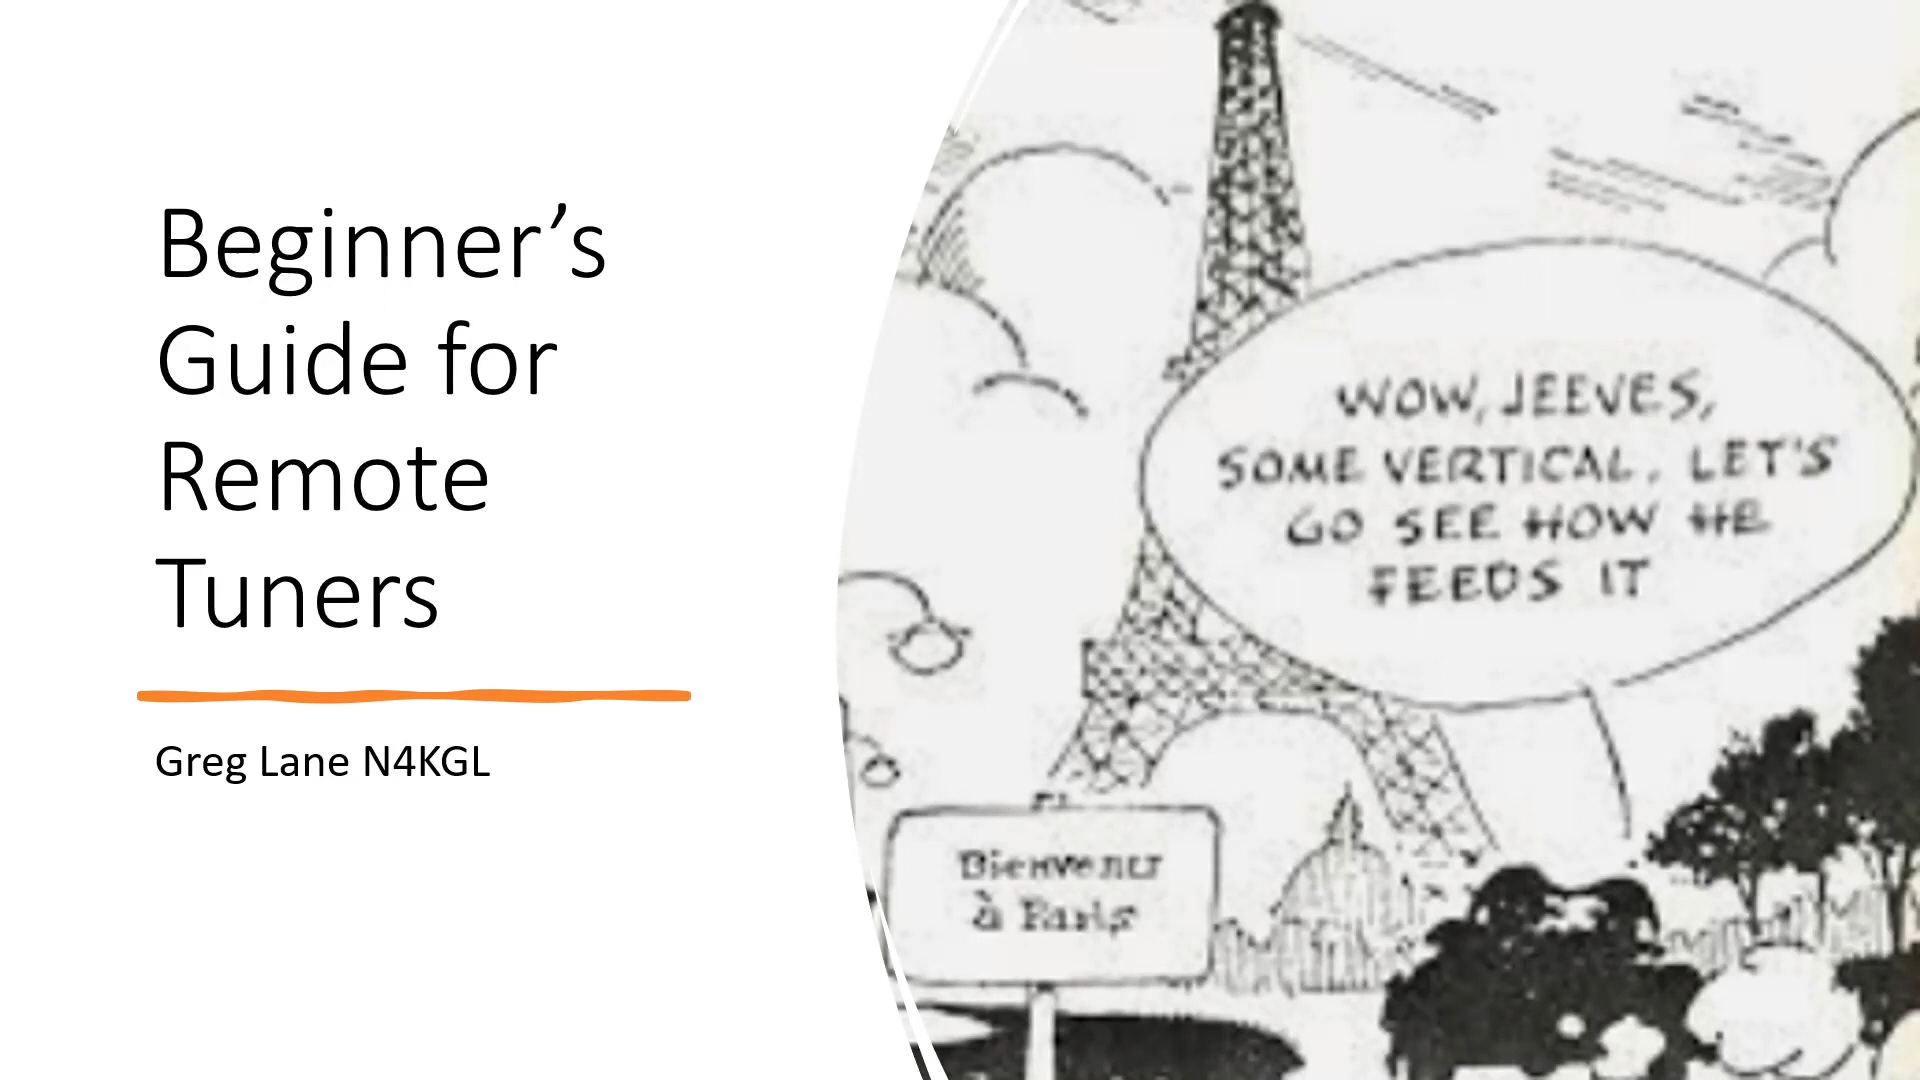 Beginner’s
Guide for
Remote
Tuners
Greg Lane N4KGL
WOW, JEEVES,
SOME VERTICAL. LET'S
GO SEE HOW HE
FEEDS IT
Bienvenue
à Paris